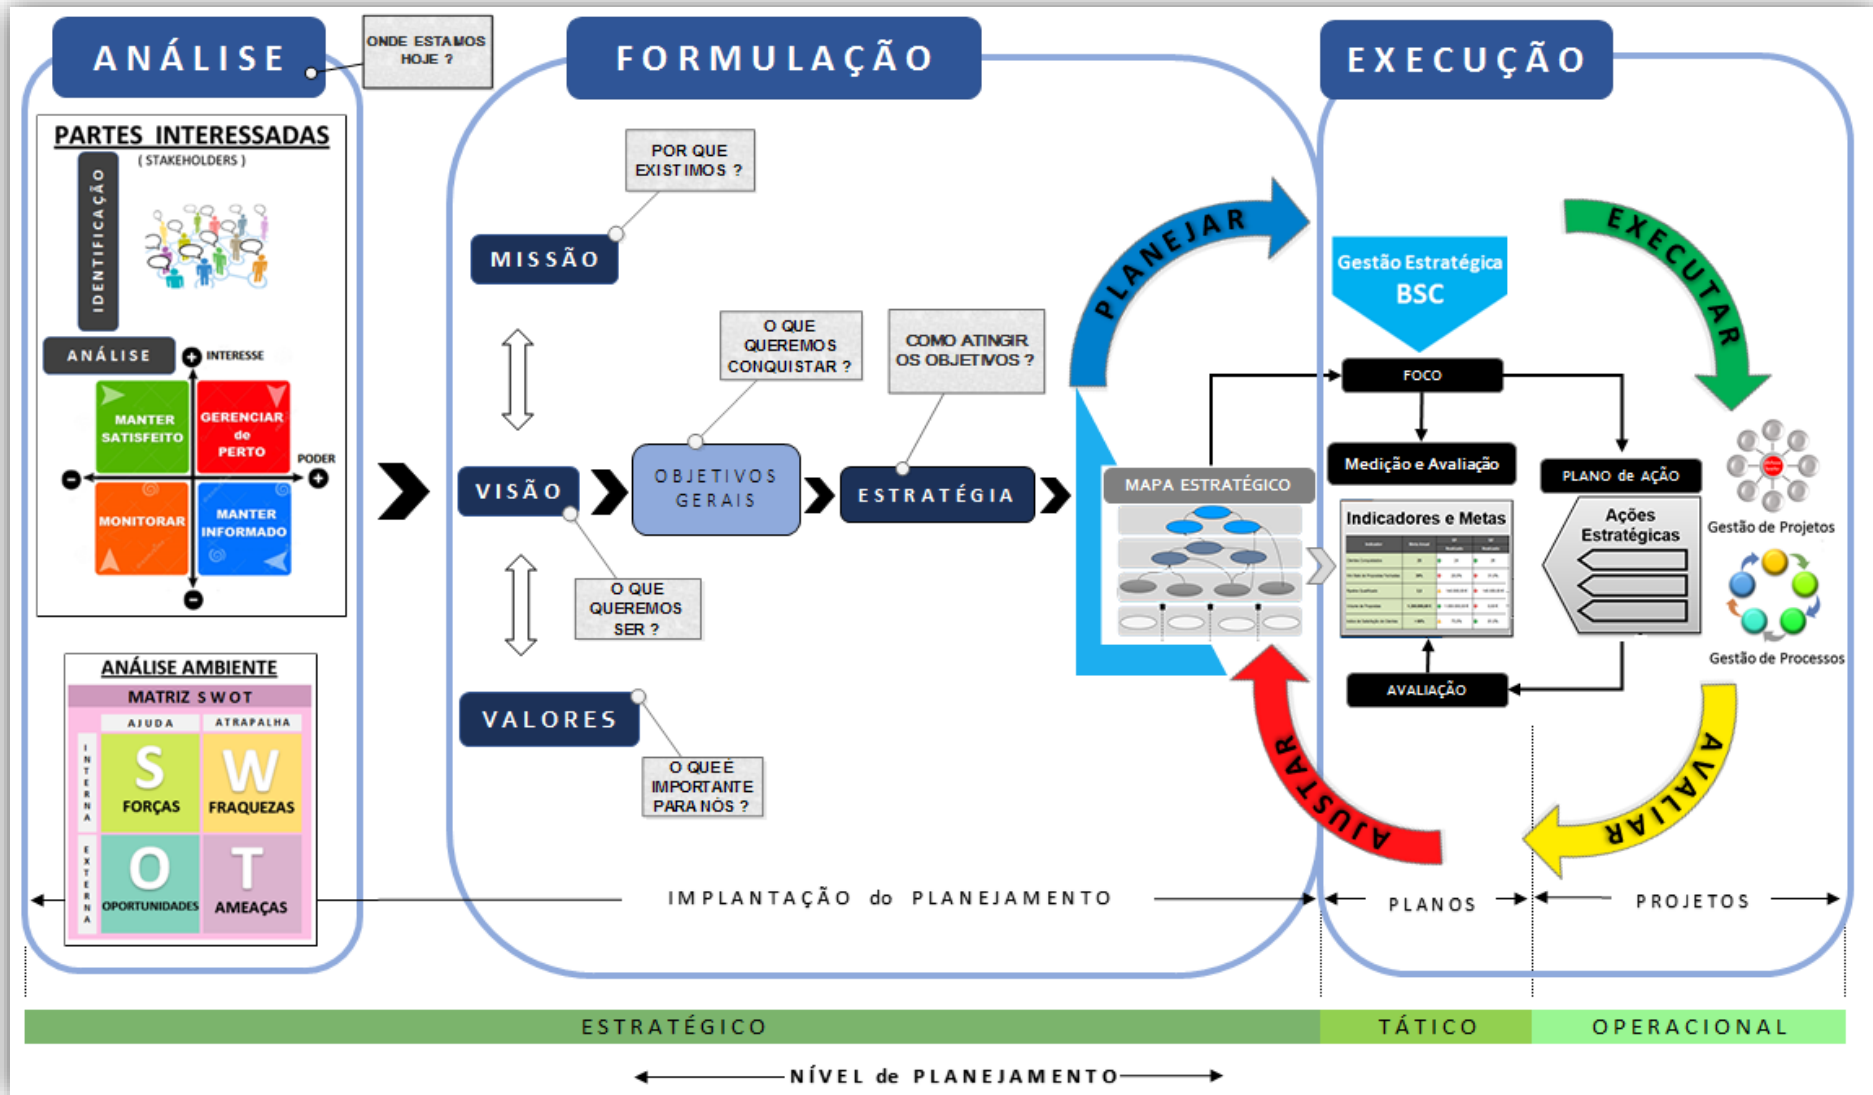 ANÁLISE
ONDE ESTAMOS
HOJE ?
FORMULAÇÃO
EXECUÇÃO
PARTES INTERESSADAS
( STAKEHOLDERS )
IDENTIFICAÇÃO
ANÁLISE
INTERESSE
MANTER
SATISFEITO
GERENCIAR
de
PERTO
PODER
MONITORAR
MANTER
INFORMADO
ANÁLISE AMBIENTE
MATRIZ SWOT
AJUDA
ATRAPALHA
INTERNA
S
FORÇAS
W
FRAQUEZAS
EXTERNA
O
OPORTUNIDADES
T
AMEAÇAS
POR QUE
EXISTIMOS ?
MISSÃO
O QUE
QUEREMOS
CONQUISTAR ?
COMO ATINGIR
OS OBJETIVOS ?
VISÃO
OBJETIVOS
GERAIS
ESTRATÉGIA
O QUE
QUEREMOS
SER ?
VALORES
O QUE É
IMPORTANTE
PARA NÓS ?
PLANEJAR
MAPA ESTRATÉGICO
Gestão Estratégica
BSC
EXECUTAR
FOCO
Medição e Avaliação
PLANO de AÇÃO
Indicadores e Metas
Ações
Estratégicas
Gestão de Projetos
Gestão de Processos
AVALIAÇÃO
AVALIAR
AJUSTAR
IMPLANTAÇÃO do PLANEJAMENTO
PLANOS
PROJETOS
ESTRATÉGICO
TÁTICO
OPERACIONAL
NÍVEL de PLANEJAMENTO